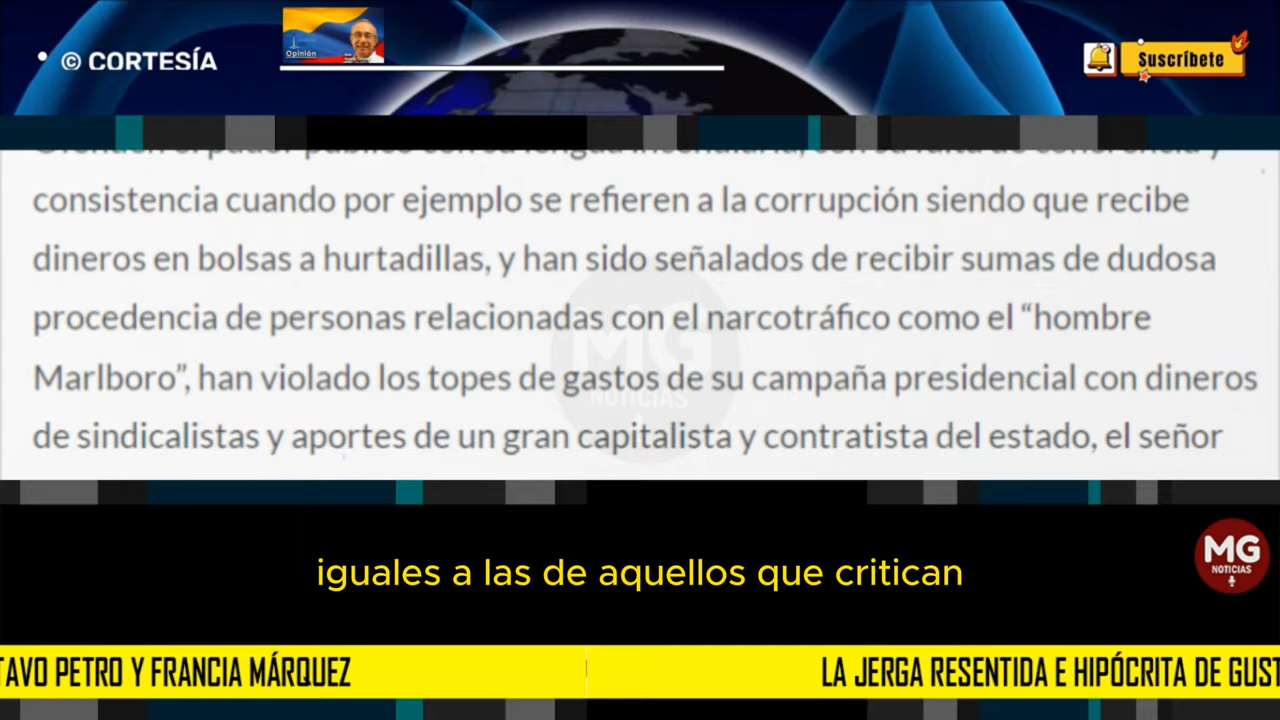 © CORTESÍA
Opinión
Suscríbete
consistencia cuando por ejemplo se refieren a la corrupción siendo que recibe
dineros en bolsas a hurtadillas, y han sido señalados de recibir sumas de dudosa
procedencia de personas relacionadas con el narcotráfico como el “hombre
Marlboro”, han violado los topes de gastos de su campaña presidencial con dineros
de sindicalistas y aportes de un gran capitalista y contratista del estado, el señor
MG
NOTICIAS
iguales a las de aquellos que critican
MG
NOTICIAS
TAVO PETRO Y FRANCIA MÁRQUEZ
LA JERGA RESENTIDA E HIPÓCRITA DE GUST